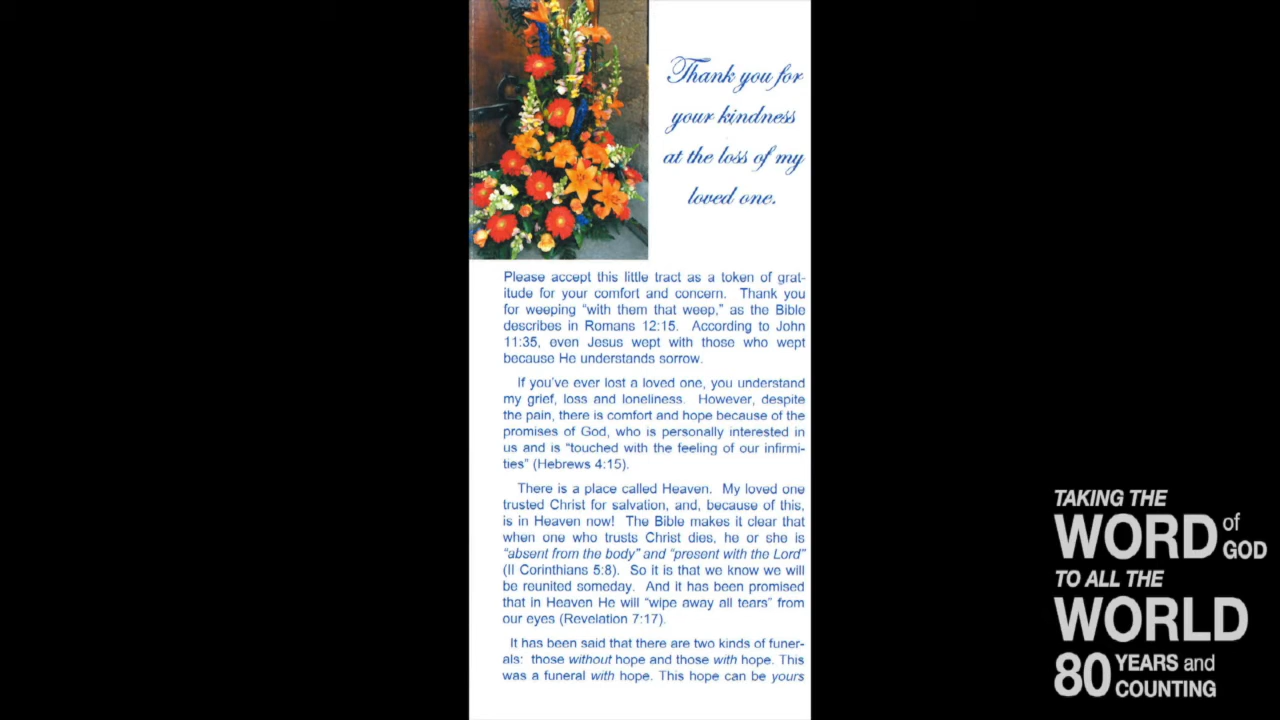 Thank you for
your kindness
at the loss of my
loved one.
Please accept this little tract as a token of grat-
itude for your comfort and concern. Thank you
for weeping “with them that weep,” as the Bible
describes in Romans 12:15. According to John
11:35, even Jesus wept with those who wept
because He understands sorrow.
If you’ve ever lost a loved one, you understand
my grief, loss and loneliness. However, despite
the pain, there is comfort and hope because of the
promises of God, who is personally interested in
us and is “touched with the feeling of our infirmi-
ties” (Hebrews 4:15).
There is a place called Heaven. My loved one
trusted Christ for salvation, and, because of this,
is in Heaven now! The Bible makes it clear that
when one who trusts Christ dies, he or she is
“absent from the body” and “present with the Lord”
(II Corinthians 5:8). So it is that we know we will
be reunited someday. And it has been promised
that in Heaven He will “wipe away all tears” from
our eyes (Revelation 7:17).
It has been said that there are two kinds of funer-
als: those without hope and those with hope. This
was a funeral with hope. This hope can be yours
TAKING THE
WORD of GOD
TO ALL THE
WORLD
80 YEARS and COUNTING